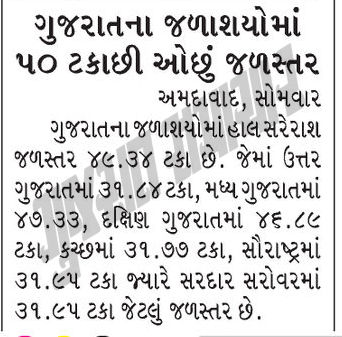 ગુજરાતના જળાશયોમાં
૫૦ ટકાછી ઓછું જળસ્તર
અમદાવાદ, સોમવાર
ગુજરાતના જળાશયોમાં હાલ સરેરાશ
જળસ્તર ૪૯.૩૪ ટકા છે. જેમાં ઉત્તર
ગુજરાતમાં ૩૧.૮૪ ટકા, મધ્ય ગુજરાતમાં
૪૭.૩૩, દક્ષિણ ગુજરાતમાં ૪૬.૮૯
ટકા, કચ્છમાં ૩૧.૭૭ ટકા, સૌરાષ્ટ્રમાં
૩૧.૯૫ ટકા જ્યારે સરદાર સરોવરમાં
૩૧.૯૫ ટકા જેટલું જળસ્તર છે.